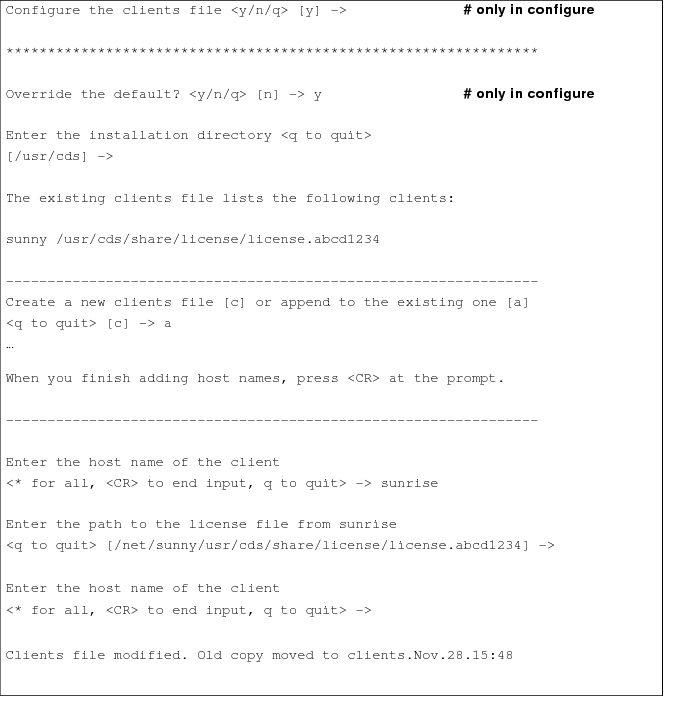 Configure the clients file <y/n/q> [y] -> # only in configure
****************************************************************
Override the default? <y/n/q> [n] -> y # only in configure
Enter the installation directory <q to quit>
[/usr/cds] ->
The existing clients file lists the following clients:
sunny /usr/cds/share/license/license.abcd1234
----------------------------------------------------------------
Create a new clients file [c] or append to the existing one [a]
<q to quit> [c] -> a
…
When you finish adding host names, press <CR> at the prompt.
----------------------------------------------------------------
Enter the host name of the client
<* for all, <CR> to end input, q to quit> -> sunrise
Enter the path to the license file from sunrise
<q to quit> [/net/sunny/usr/cds/share/license/license.abcd1234] ->
Enter the host name of the client
<* for all, <CR> to end input, q to quit> ->
Clients file modified. Old copy moved to clients.Nov.28.15:48